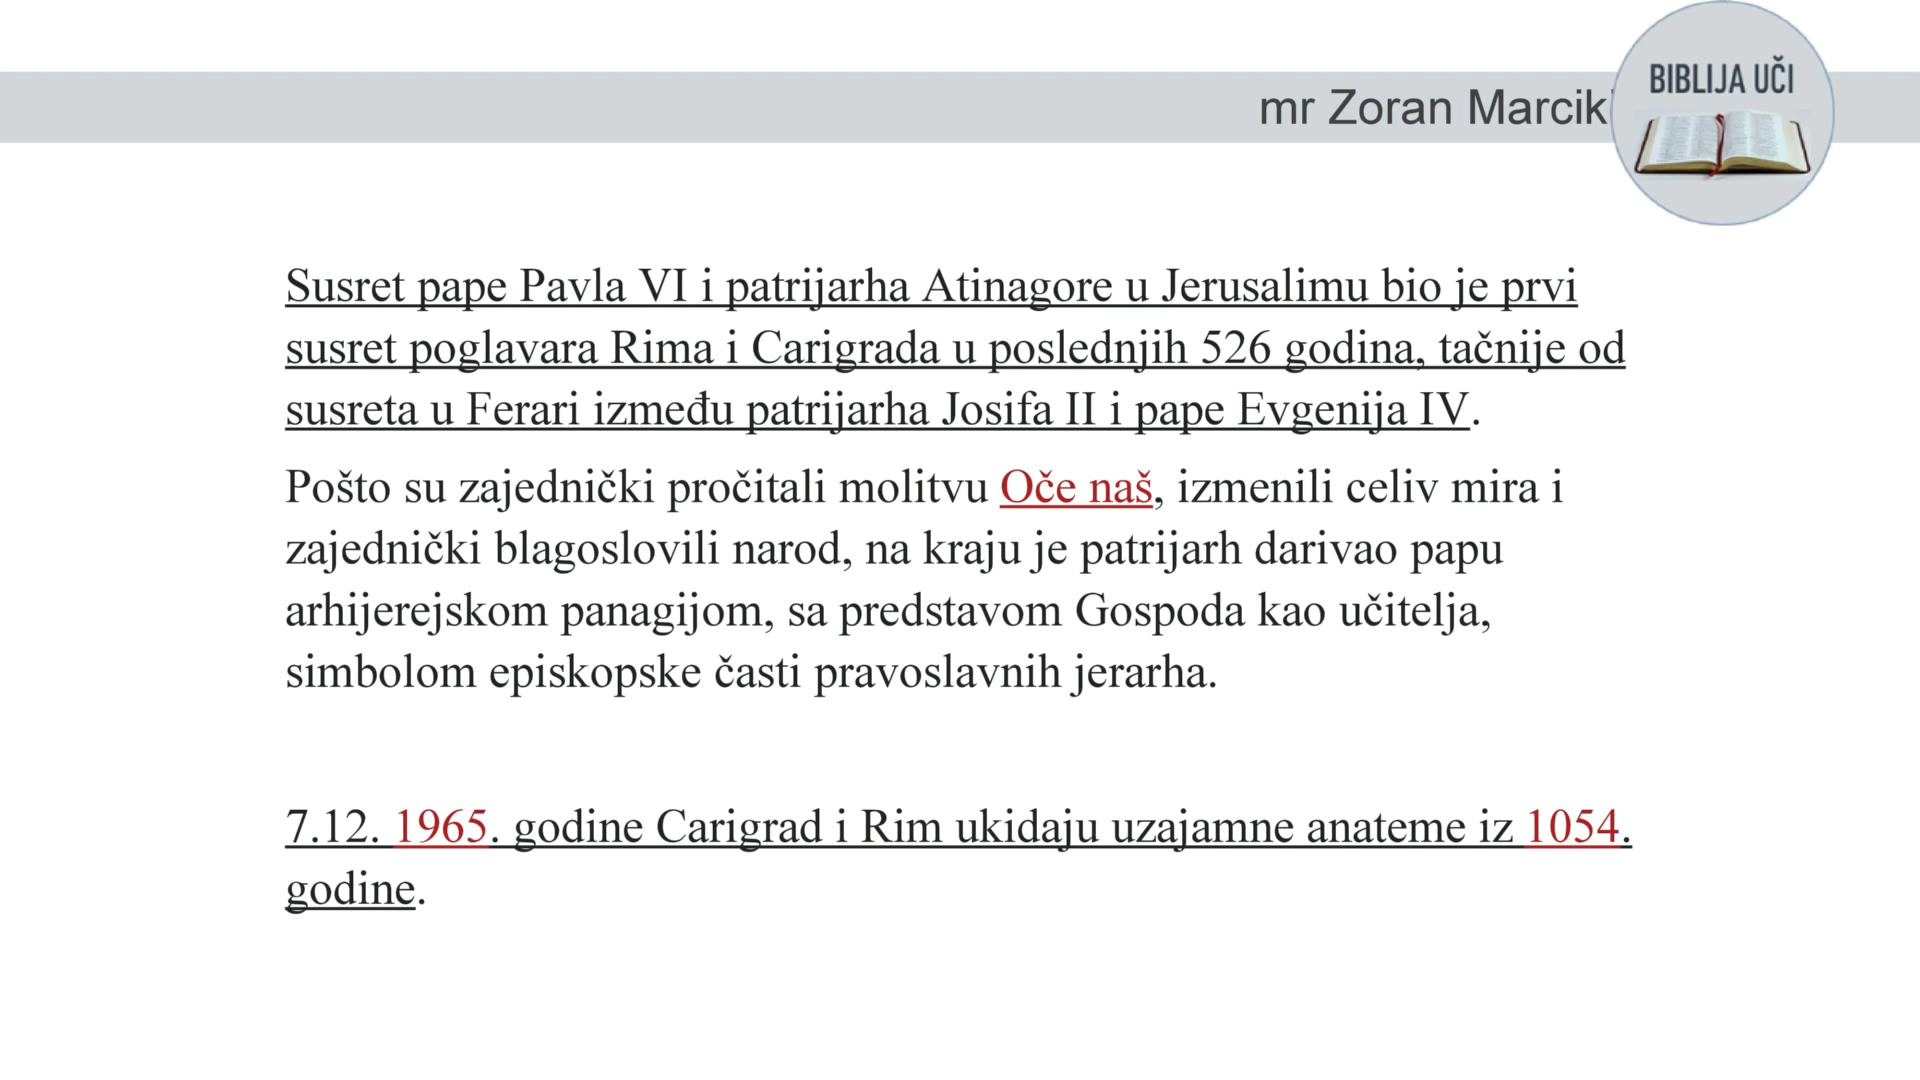 BIBLIJA UČI
mr Zoran Marcik
Susret pape Pavla VI i patrijarha Atinagore u Jerusalimu bio je prvi
susret poglavara Rima i Carigrada u poslednjih 526 godina, tačnije od
susreta u Ferari između patrijarha Josifa II i pape Evgenija IV.
Pošto su zajednički pročitali molitvu Oče naš, izmenili celiv mira i
zajednički blagoslovili narod, na kraju je patrijarh darivao papu
arhijerejskom panagijom, sa predstavom Gospoda kao učitelja,
simbolom episkopske časti pravoslavnih jerarha.
7.12. 1965. godine Carigrad i Rim ukidaju uzajamne anateme iz 1054.
godine.